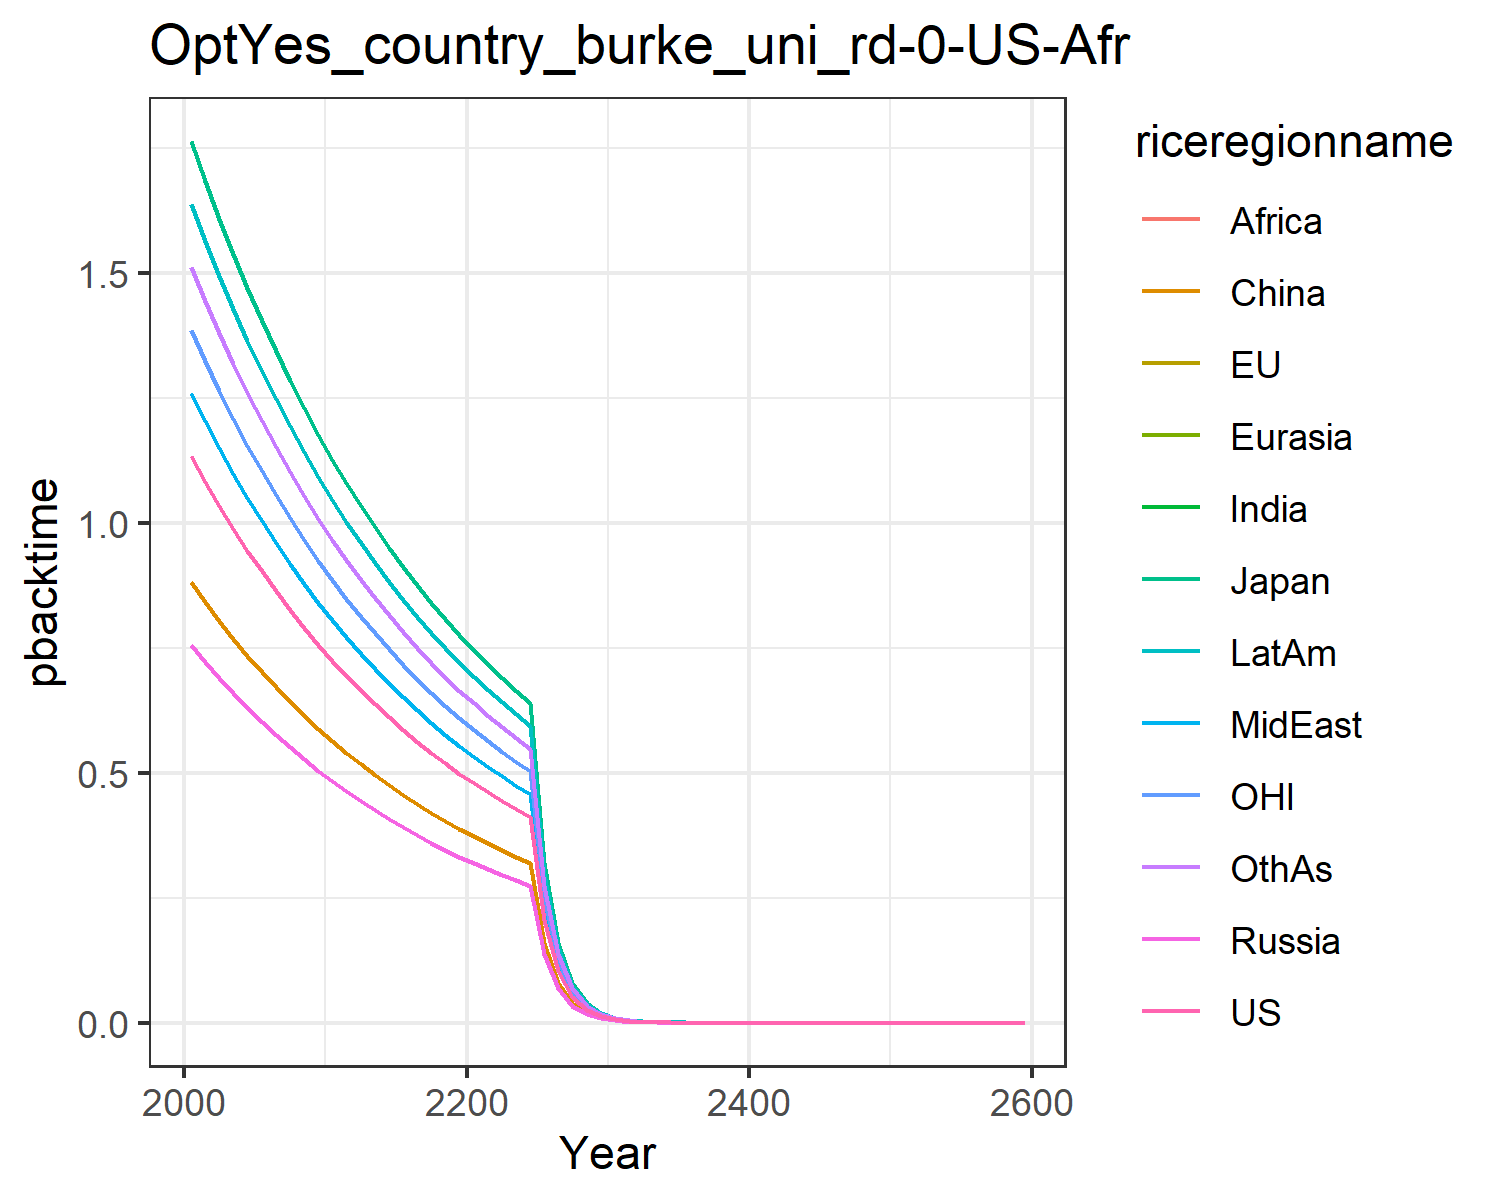 OptYes_country_burke_uni_rd-0-US-Afr
pbacktime
1.5
1.0
0.5
0.0
2000
2200
2400
2600
Year
riceregionname
Africa
China
EU
Eurasia
India
Japan
LatAm
MidEast
OHI
OthAs
Russia
US